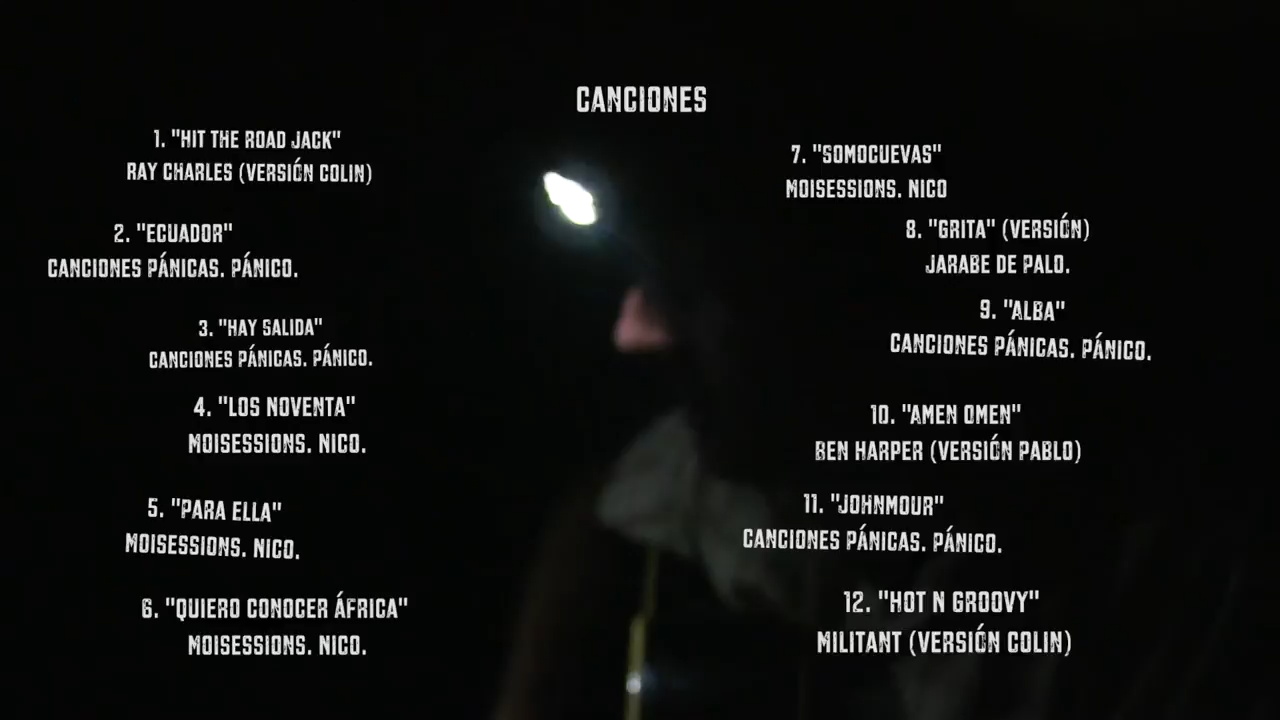 CANCIONES
1. "HIT THE ROAD JACK"
RAY CHARLES (VERSIÓN COLIN)
2. "ECUADOR"
CANCIONES PÁNICAS. PÁNICO.
3. "HAY SALIDA"
CANCIONES PÁNICAS. PÁNICO.
4. "LOS NOVENTA"
MOISESSIONS. NICO.
5. "PARA ELLA"
MOISESSIONS. NICO.
6. "QUIERO CONOCER ÁFRICA"
MOISESSIONS. NICO.
7. "SOMOCUEVAS"
MOISESSIONS. NICO
8. "GRITA" (VERSIÓN)
JARABE DE PALO.
9. "ALBA"
CANCIONES PÁNICAS. PÁNICO.
10. "AMEN OMEN"
BEN HARPER (VERSIÓN PABLO)
11. "JOHNMOUR"
CANCIONES PÁNICAS. PÁNICO.
12. "HOT N GROOVY"
MILITANT (VERSIÓN COLIN)